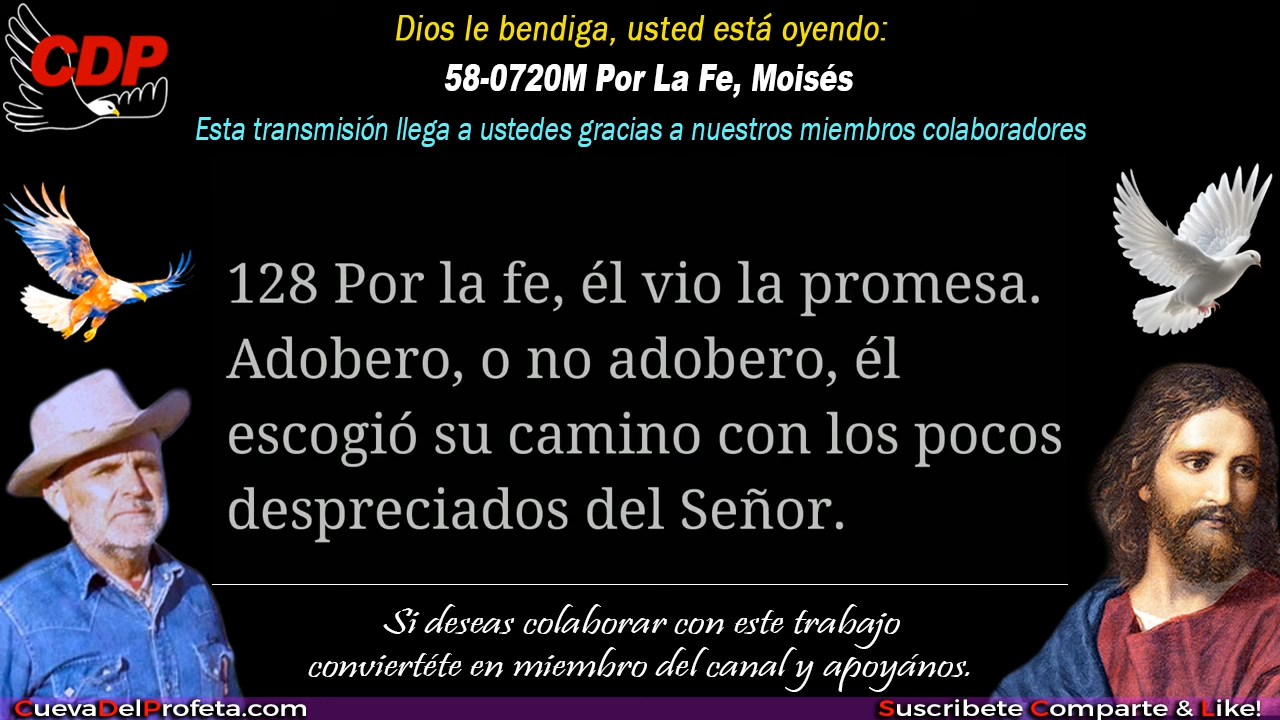 CDP
Dios le bendiga, usted está oyendo:
58-0720M Por La Fe, Moisés
Esta transmisión llega a ustedes gracias a nuestros miembros colaboradores
128 Por la fe, él vio la promesa.
Adobero, o no adobero, él
escogió su camino con los pocos
despreciados del Señor.
Si deseas colaborar con este trabajo
conviertéte en miembro del canal y apoyános.
CuevaDelProfeta.com
Suscribete Comparte & Like!